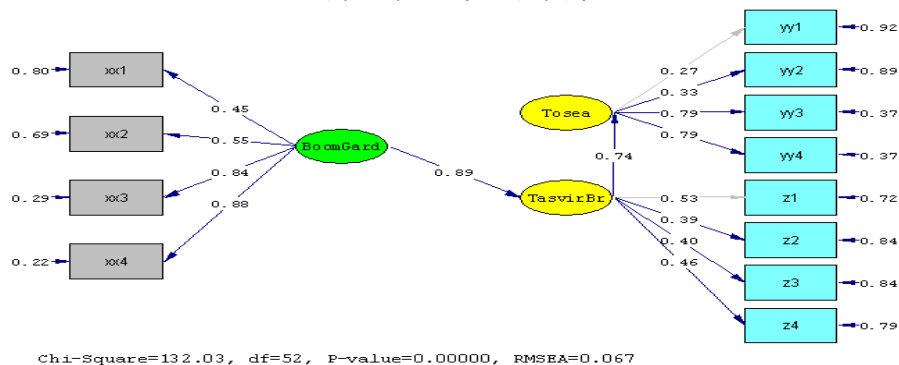 yy1
0.92
0.80
xx1
0.27
yy2
0.89
0.45
0.33
0.69
xx2
Tosea
0.79
yy3
0.37
0.55
BoomGard
0.79
yy4
0.37
0.84
0.74
0.29
xx3
0.89
TasvirBr
0.53
z1
0.72
0.88
0.39
z2
0.84
0.22
xx4
0.40
0.46
z3
0.84
z4
0.79
Chi-Square=132.03, df=52, P-value=0.00000, RMSEA=0.067